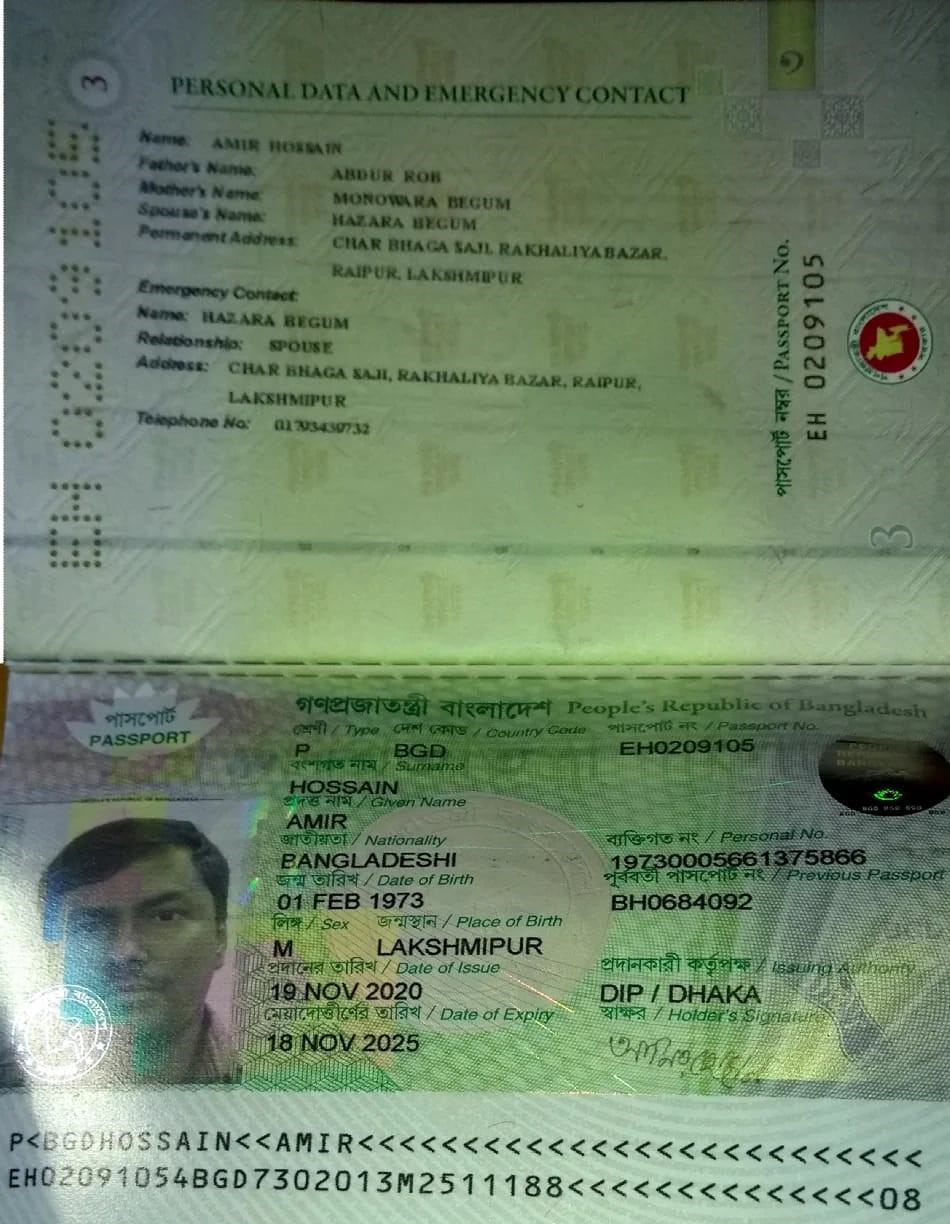 3
PERSONAL DATA AND EMERGENCY CONTACT
Name: AMIR HOSSAIN
Father's Name: ABDUR ROB
Mother's Name: MONOWARA BEGUM
Spouse's Name: HAZARA BEGUM
Permanent Address: CHAR BHAGA SAJI, RAKHALIYA BAZAR,
RAIPUR, LAKSHMIPUR
Emergency Contact:
Name: HAZARA BEGUM
Relationship: SPOUSE
Address: CHAR BHAGA SAJI, RAKHALIYA BAZAR, RAIPUR,
LAKSHMIPUR
Telephone No: 01793439732
EH 0209105
পাসপোর্ট নম্বর / PASSPORT No.
EH 0209105
3
পাসপোর্ট
PASSPORT
গণপ্রজাতন্ত্রী বাংলাদেশ People's Republic of Bangladesh
শ্রেণী / Type দেশ কোড / Country Code পাসপোর্ট নং / Passport No.
P BGD EH0209105
বংশগত নাম / Surname
HOSSAIN
প্রদত্ত নাম / Given Name
AMIR
জাতীয়তা / Nationality ব্যক্তিগত নং / Personal No.
BANGLADESHI 19730005661375866
জন্ম তারিখ / Date of Birth পূর্ববর্তী পাসপোর্ট নং / Previous Passport
01 FEB 1973 BH0684092
লিঙ্গ / Sex জন্মস্থান / Place of Birth
M LAKSHMIPUR
প্রদানের তারিখ / Date of Issue প্রদানকারী কর্তৃপক্ষ / Issuing Authority
19 NOV 2020 DIP / DHAKA
মেয়াদোত্তীর্ণের তারিখ / Date of Expiry স্বাক্ষর / Holder's Signature
18 NOV 2025
P<BGDHOSSAIN<<AMIR<<<<<<<<<<<<<<<<<<<<<<<<<<
EH02091054BGD7302013M2511188<<<<<<<<<<<<<<08